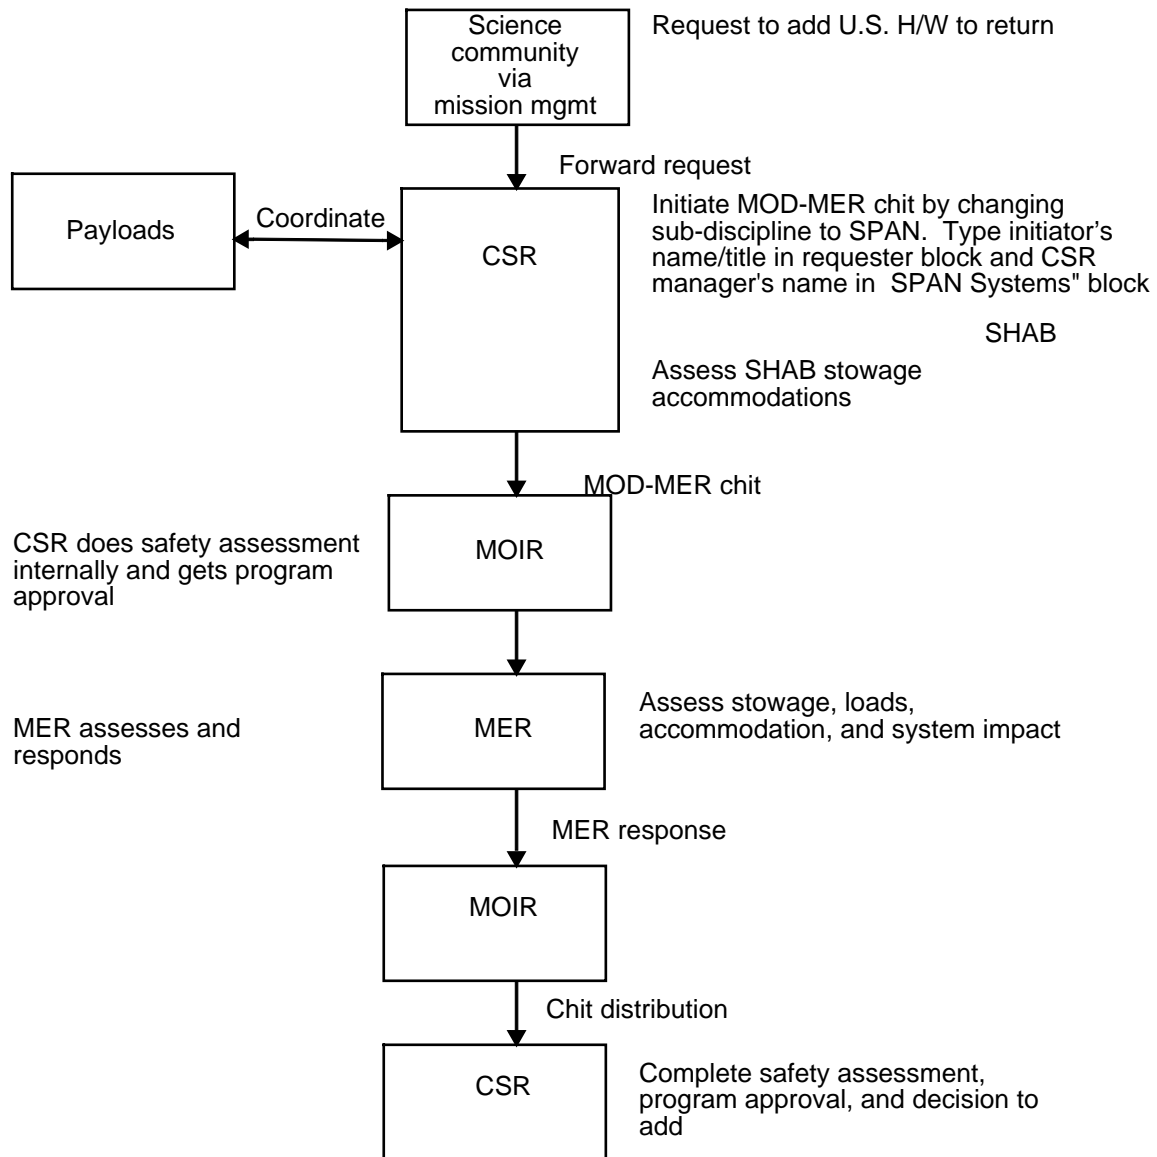 Science
community
via
mission mgmt
Request to add U.S. H/W to return
Forward request
Payloads
Coordinate
CSR
Initiate MOD-MER chit by changing
sub-discipline to SPAN.  Type initiator's
name/title in requester block and CSR
manager's name in  SPAN Systems" block
SHAB
Assess SHAB stowage
accommodations
MOD-MER chit
CSR does safety assessment
internally and gets program
approval
MOIR
MER assesses and
responds
MER
Assess stowage, loads,
accommodation, and system impact
MER response
MOIR
Chit distribution
CSR
Complete safety assessment,
program approval, and decision to
add